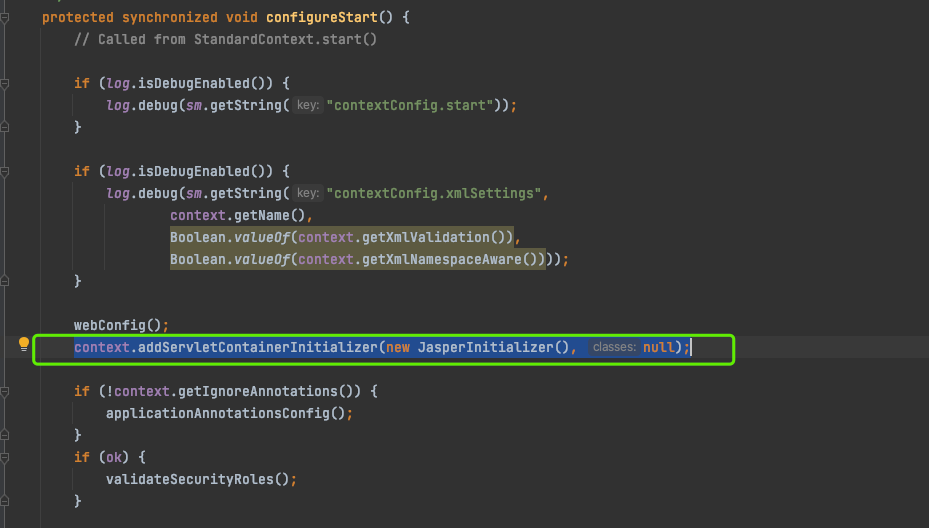 protected synchronized void configureStart() {
// Called from StandardContext.start()
if (log.isDebugEnabled()) {
log.debug(sm.getString( key: "contextConfig.start"));
}
if (log.isDebugEnabled()) {
log.debug(sm.getString( key: "contextConfig.xmlSettings",
context.getName(),
Boolean.valueOf(context.getXmlValidation()),
Boolean.valueOf(context.getXmlNamespaceAware())));
}
webConfig();
context.addServletContainerInitializer(new JasperInitializer(), classes: null);
if (!context.getIgnoreAnnotations()) {
applicationAnnotationsConfig();
}
if (ok) {
validateSecurityRoles();
}